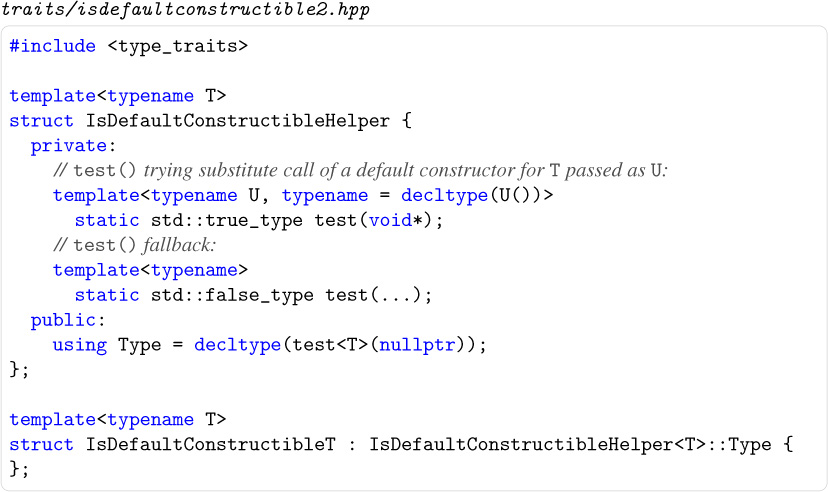 traits/isdefaultconstructible2.hpp
#include <type_traits>
template<typename T>
struct IsDefaultConstructibleHelper {
private:
// test() trying substitute call of a default constructor for T passed as U:
template<typename U, typename = decltype(U())>
static std::true_type test(void*);
// test() fallback:
template<typename>
static std::false_type test(...);
public:
using Type = decltype(test<T>(nullptr));
};
template<typename T>
struct IsDefaultConstructibleT : IsDefaultConstructibleHelper<T>::Type {
};